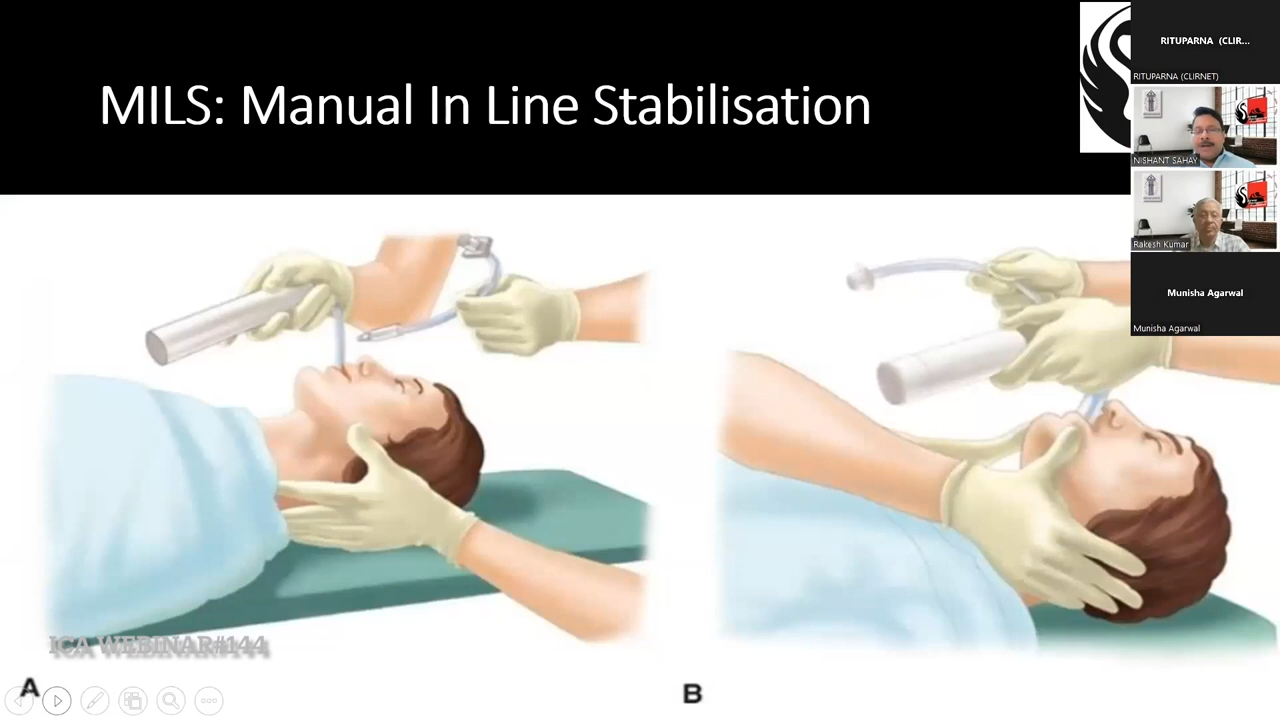 MILS: Manual In Line Stabilisation
RITUPARNA (CLIR...
RITUPARNA (CLIRNET)
NISHANT SAHAY
Rakesh Kumar
Munisha Agarwal
Munisha Agarwal
ICA WEBINAR#144
A
B